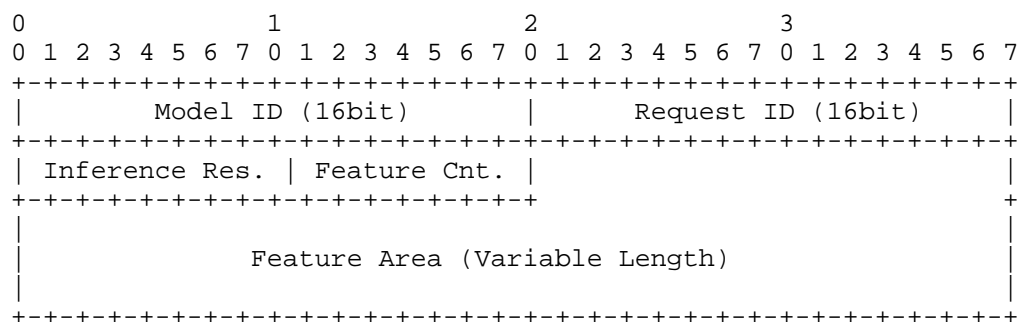 0                   1                   2                   3
0 1 2 3 4 5 6 7 0 1 2 3 4 5 6 7 0 1 2 3 4 5 6 7 0 1 2 3 4 5 6 7
+-+-+-+-+-+-+-+-+-+-+-+-+-+-+-+-+-+-+-+-+-+-+-+-+-+-+-+-+-+-+-+
|        Model ID (16bit)       |      Request ID (16bit)     |
+-+-+-+-+-+-+-+-+-+-+-+-+-+-+-+-+-+-+-+-+-+-+-+-+-+-+-+-+-+-+-+
| Inference Res. | Feature Cnt. |                             |
+-+-+-+-+-+-+-+-+-+-+-+-+-+-+-+-+                             +
|                                                             |
|              Feature Area (Variable Length)                 |
|                                                             |
+-+-+-+-+-+-+-+-+-+-+-+-+-+-+-+-+-+-+-+-+-+-+-+-+-+-+-+-+-+-+-+